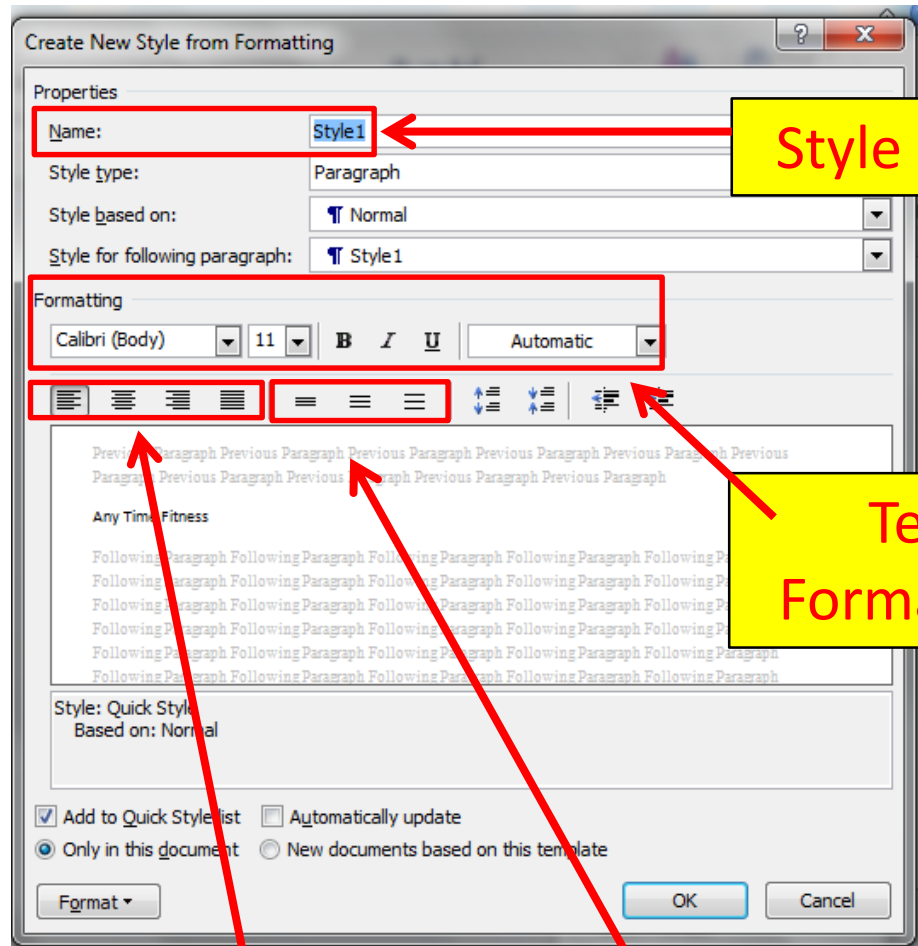 Create New Style from Formatting
Properties
Name: Style1
Style
Style type: Paragraph
Style based on: ¶ Normal
Style for following paragraph: ¶ Style1
Formatting
Calibri (Body) 11 B I U Automatic
Previous Paragraph Previous Paragraph Previous Paragraph Previous Paragraph Previous Paragraph Previous
Paragraph Previous Paragraph Previous Paragraph Previous Paragraph Previous Paragraph
Any Time Fitness
Following Paragraph Following Paragraph Following Paragraph Following Paragraph Following
Following Paragraph Following Paragraph Following Paragraph Following Paragraph Following
Following Paragraph Following Paragraph Following Paragraph Following Paragraph Following
Following Paragraph Following Paragraph Following Paragraph Following Paragraph Following
Following Paragraph Following Paragraph Following Paragraph Following Paragraph Following Paragraph
Following Paragraph Following Paragraph Following Paragraph Following Paragraph Following Paragraph
Te
Forma
Style: Quick Style
Based on: Normal
Add to Quick Style list Automatically update
Only in this document New documents based on this template
Format OK Cancel